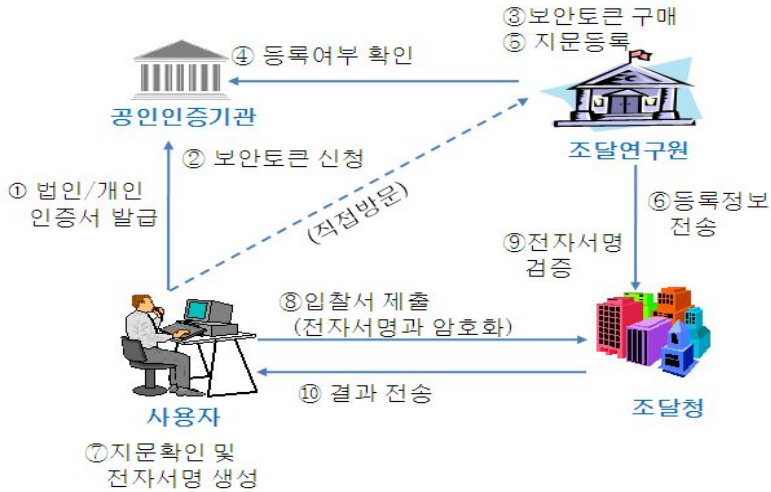 ③보안토큰 구매
⑤ 지문등록
④ 등록여부 확인
공인인증기관
조달연구원
② 보안토큰 신청
① 법인/개인
인증서 발급
(직접방문)
⑥등록정보
전송
⑨전자서명
검증
⑧입찰서 제출
(전자서명과 암호화)
⑩ 결과 전송
사용자
조달청
⑦지문확인 및
전자서명 생성